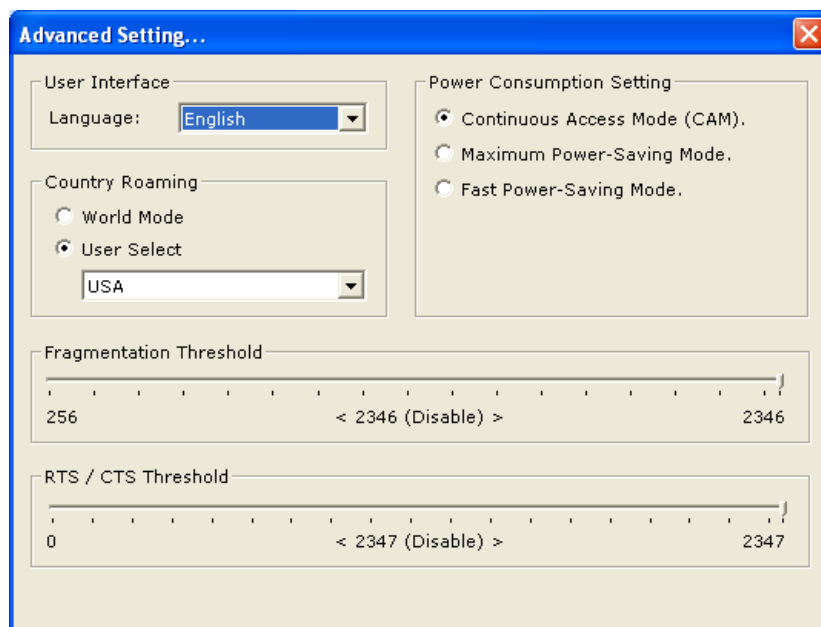 Advanced Setting...
User Interface
Language:
English
Country Roaming
World Mode
User Select
USA
Power Consumption Setting
Continuous Access Mode (CAM).
Maximum Power-Saving Mode.
Fast Power-Saving Mode.
Fragmentation Threshold
256 < 2346 (Disable) > 2346
RTS / CTS Threshold
0 < 2347 (Disable) > 2347